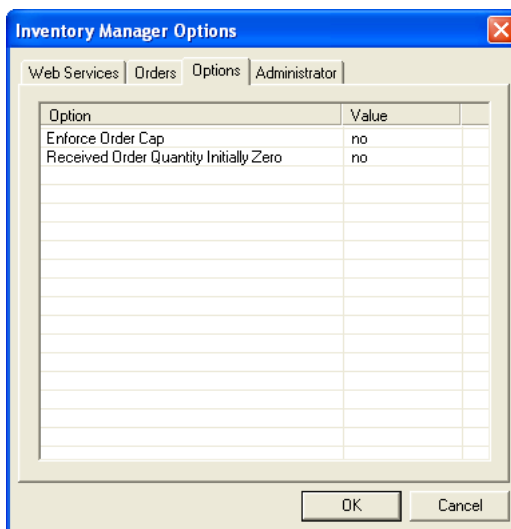 Inventory Manager Options
Web Services Orders Options Administrator
Option Value
Enforce Order Cap no
Received Order Quantity Initially Zero no
OK Cancel